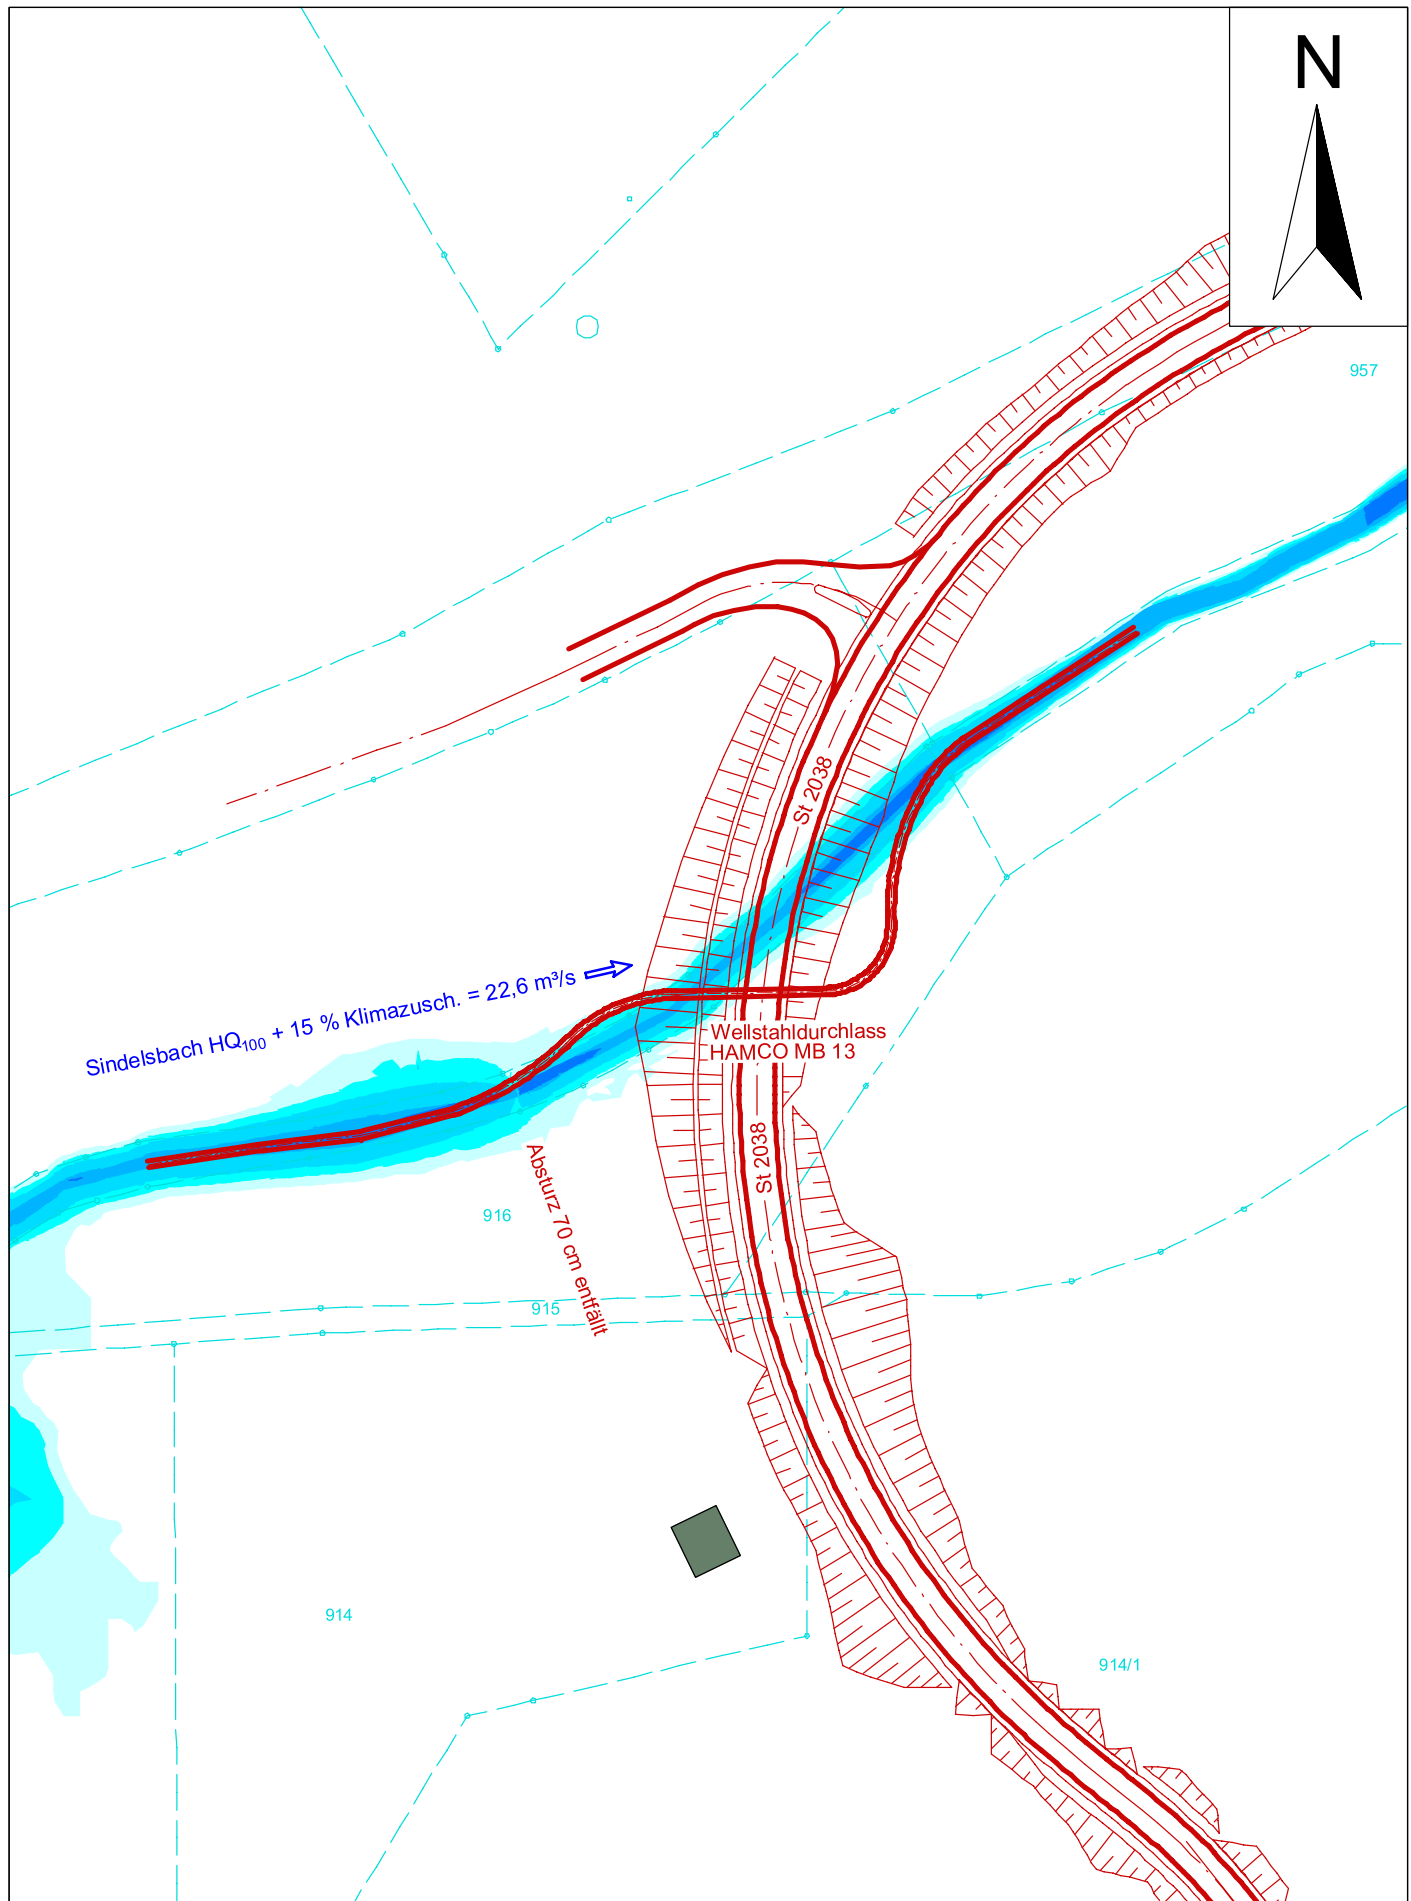 N
957
St 2038
Sindelsbach HQ100 + 15 % Klimazusch. = 22,6 m³/s
Wellstahldurchlass
HAMCO MB 13
St 2038
Absturz 70 cm entfällt
916
915
914
914/1